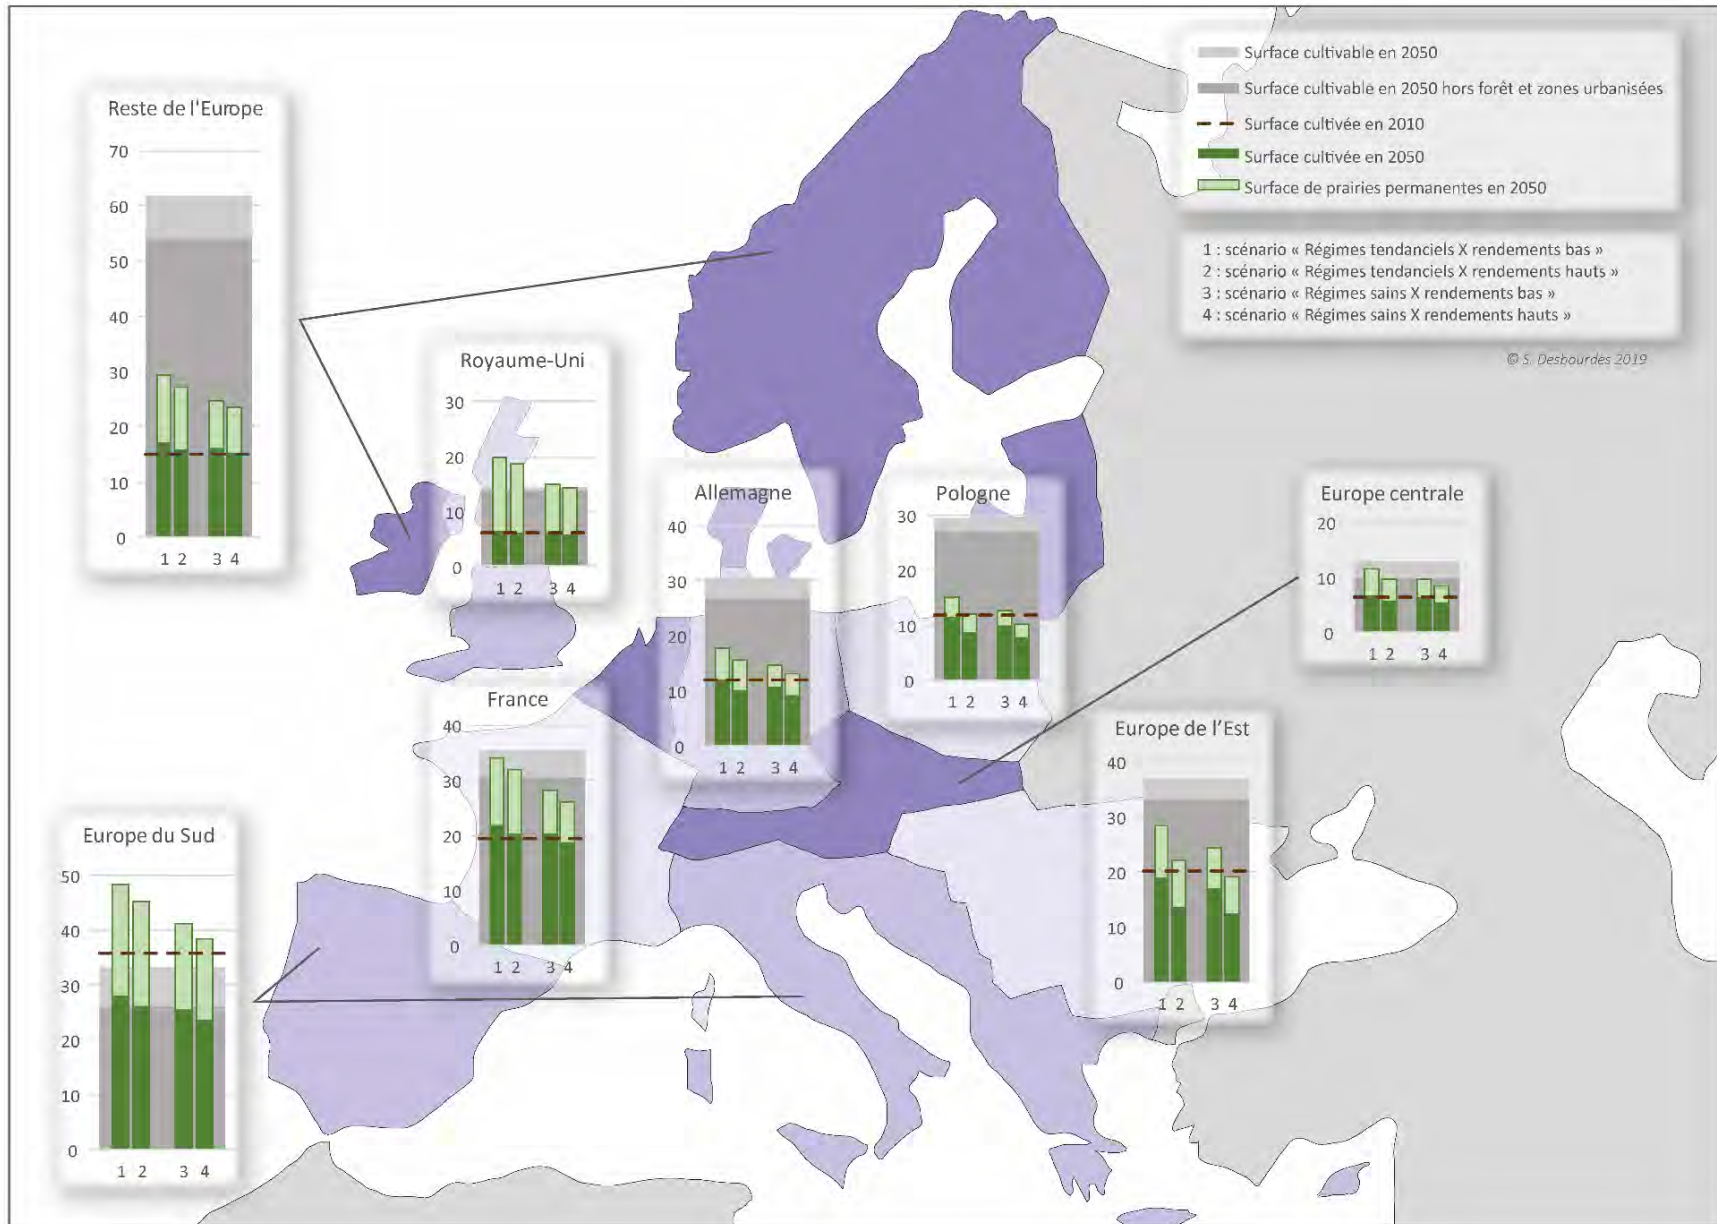 Surface cultivable en 2050
Surface cultivable en 2050 hors forêt et zones urbanisées
Surface cultivée en 2010
Surface cultivée en 2050
Surface de prairies permanentes en 2050
1 : scénario « Régimes tendanciels X rendements bas »
2 : scénario « Régimes tendanciels X rendements hauts »
3 : scénario « Régimes sains X rendements bas »
4 : scénario « Régimes sains X rendements hauts »
© S. Desbourdes 2019
Reste de l'Europe
70
60
50
40
30
20
10
0
1 2 3 4
Royaume-Uni
30
20
10
0
1 2 3 4
Allemagne
40
30
20
10
0
1 2 3 4
Pologne
30
20
10
0
1 2 3 4
Europe centrale
20
10
0
1 2 3 4
France
40
30
20
10
0
1 2 3 4
Europe de l’Est
40
30
20
10
0
1 2 3 4
Europe du Sud
50
40
30
20
10
0
1 2 3 4